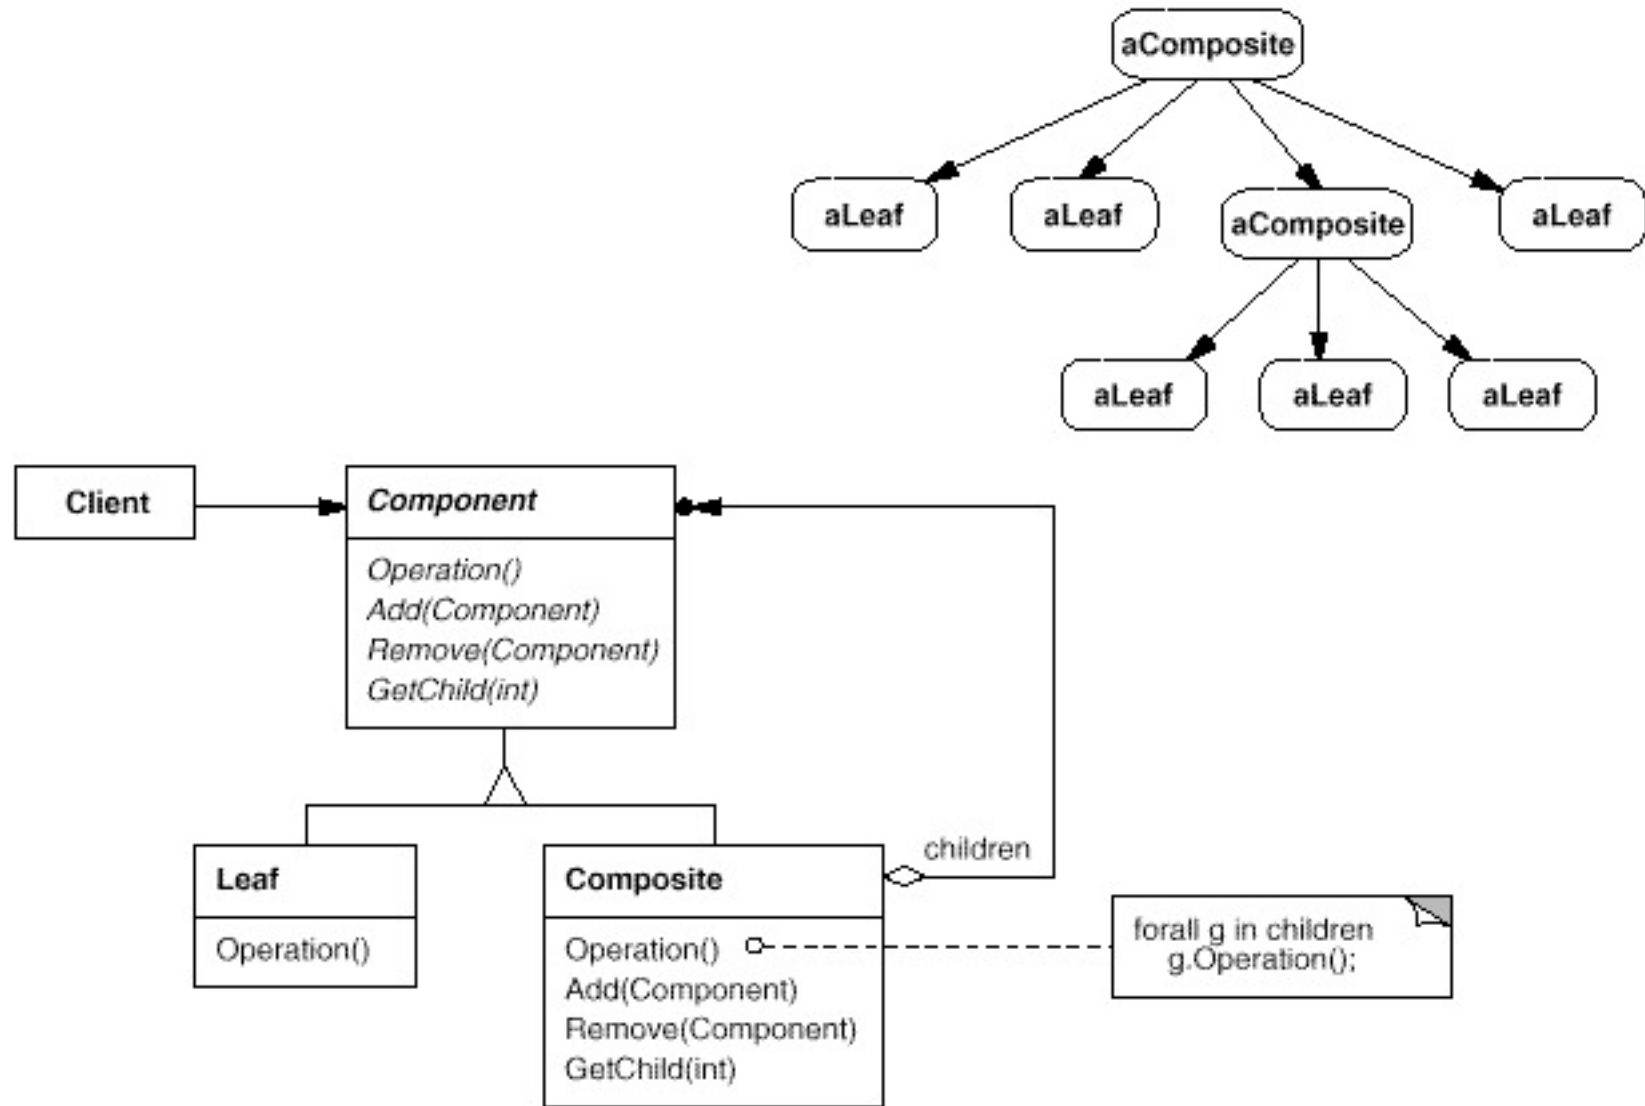 aComposite
aLeaf
aLeaf
aComposite
aLeaf
aLeaf
aLeaf
aLeaf
Client
Component
Operation()
Add(Component)
Remove(Component)
GetChild(int)
Leaf
Operation()
Composite
Operation()
Add(Component)
Remove(Component)
GetChild(int)
children
forall g in children
g.Operation();